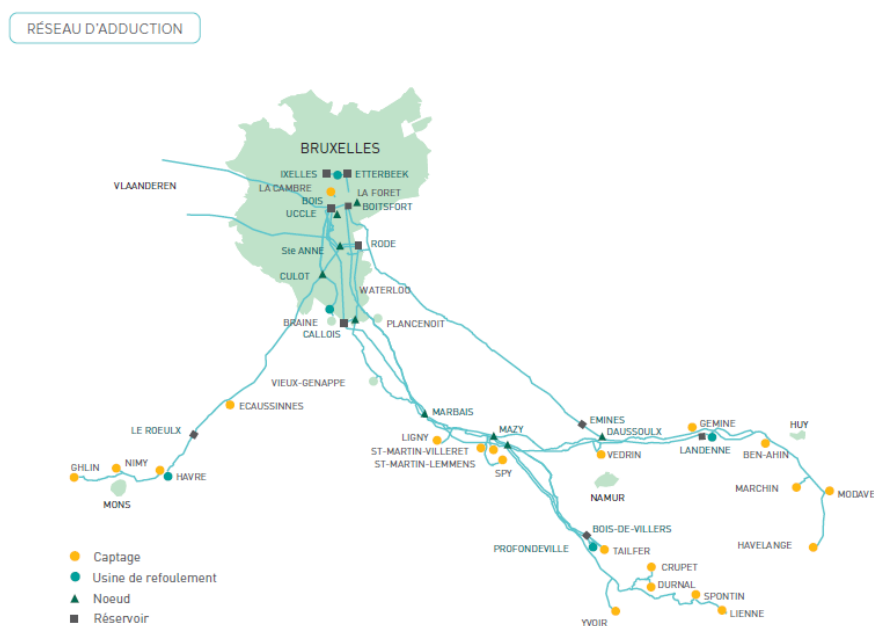 RÉSEAU D'ADDUCTION
BRUXELLES
IXELLES
ETTERBEEK
VLAANDEREN
LA CAMBRE
LA FORET
BOIS
BOITSFORT
UCCLE
Ste ANNE
RODE
CULOT
WATERLOO
BRAINE
PLANCENOIT
CALLOIS
VIEUX-GENAPPE
ECAUSSINNES
MARBAIS
LE ROEULX
EMINES
GEMINE
HUY
MAZY
DAUSSOULX
LIGNY
ST-MARTIN-VILLERET
VEDRIN
LANDENNE
BEN-AHIN
ST-MARTIN-LEMMENS
SPY
GHLIN
NIMY
HAVRE
MONS
NAMUR
MARCHIN
MODAVE
BOIS-DE-VILLERS
PROFONDEVILLE
TAILFER
HAVELANGE
CRUPET
DURNAL
SPONTIN
LIENNE
YVOIR
Captage
Usine de refoulement
Noeud
Réservoir